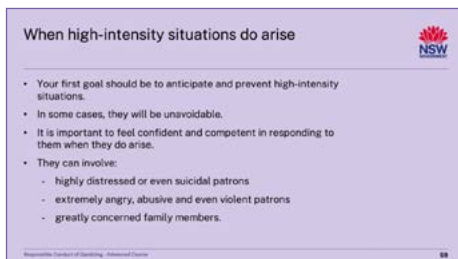 When high-intensity situations do arise
NSW
GOVERNMENT
• Your first goal should be to anticipate and prevent high-intensity
situations.
• In some cases, they will be unavoidable.
• It is important to feel confident and competent in responding to
them when they do arise.
• They can involve:
- highly distressed or even suicidal patrons
- extremely angry, abusive and even violent patrons
- greatly concerned family members.
Responsible Conduct of Gambling - Advanced Course
59